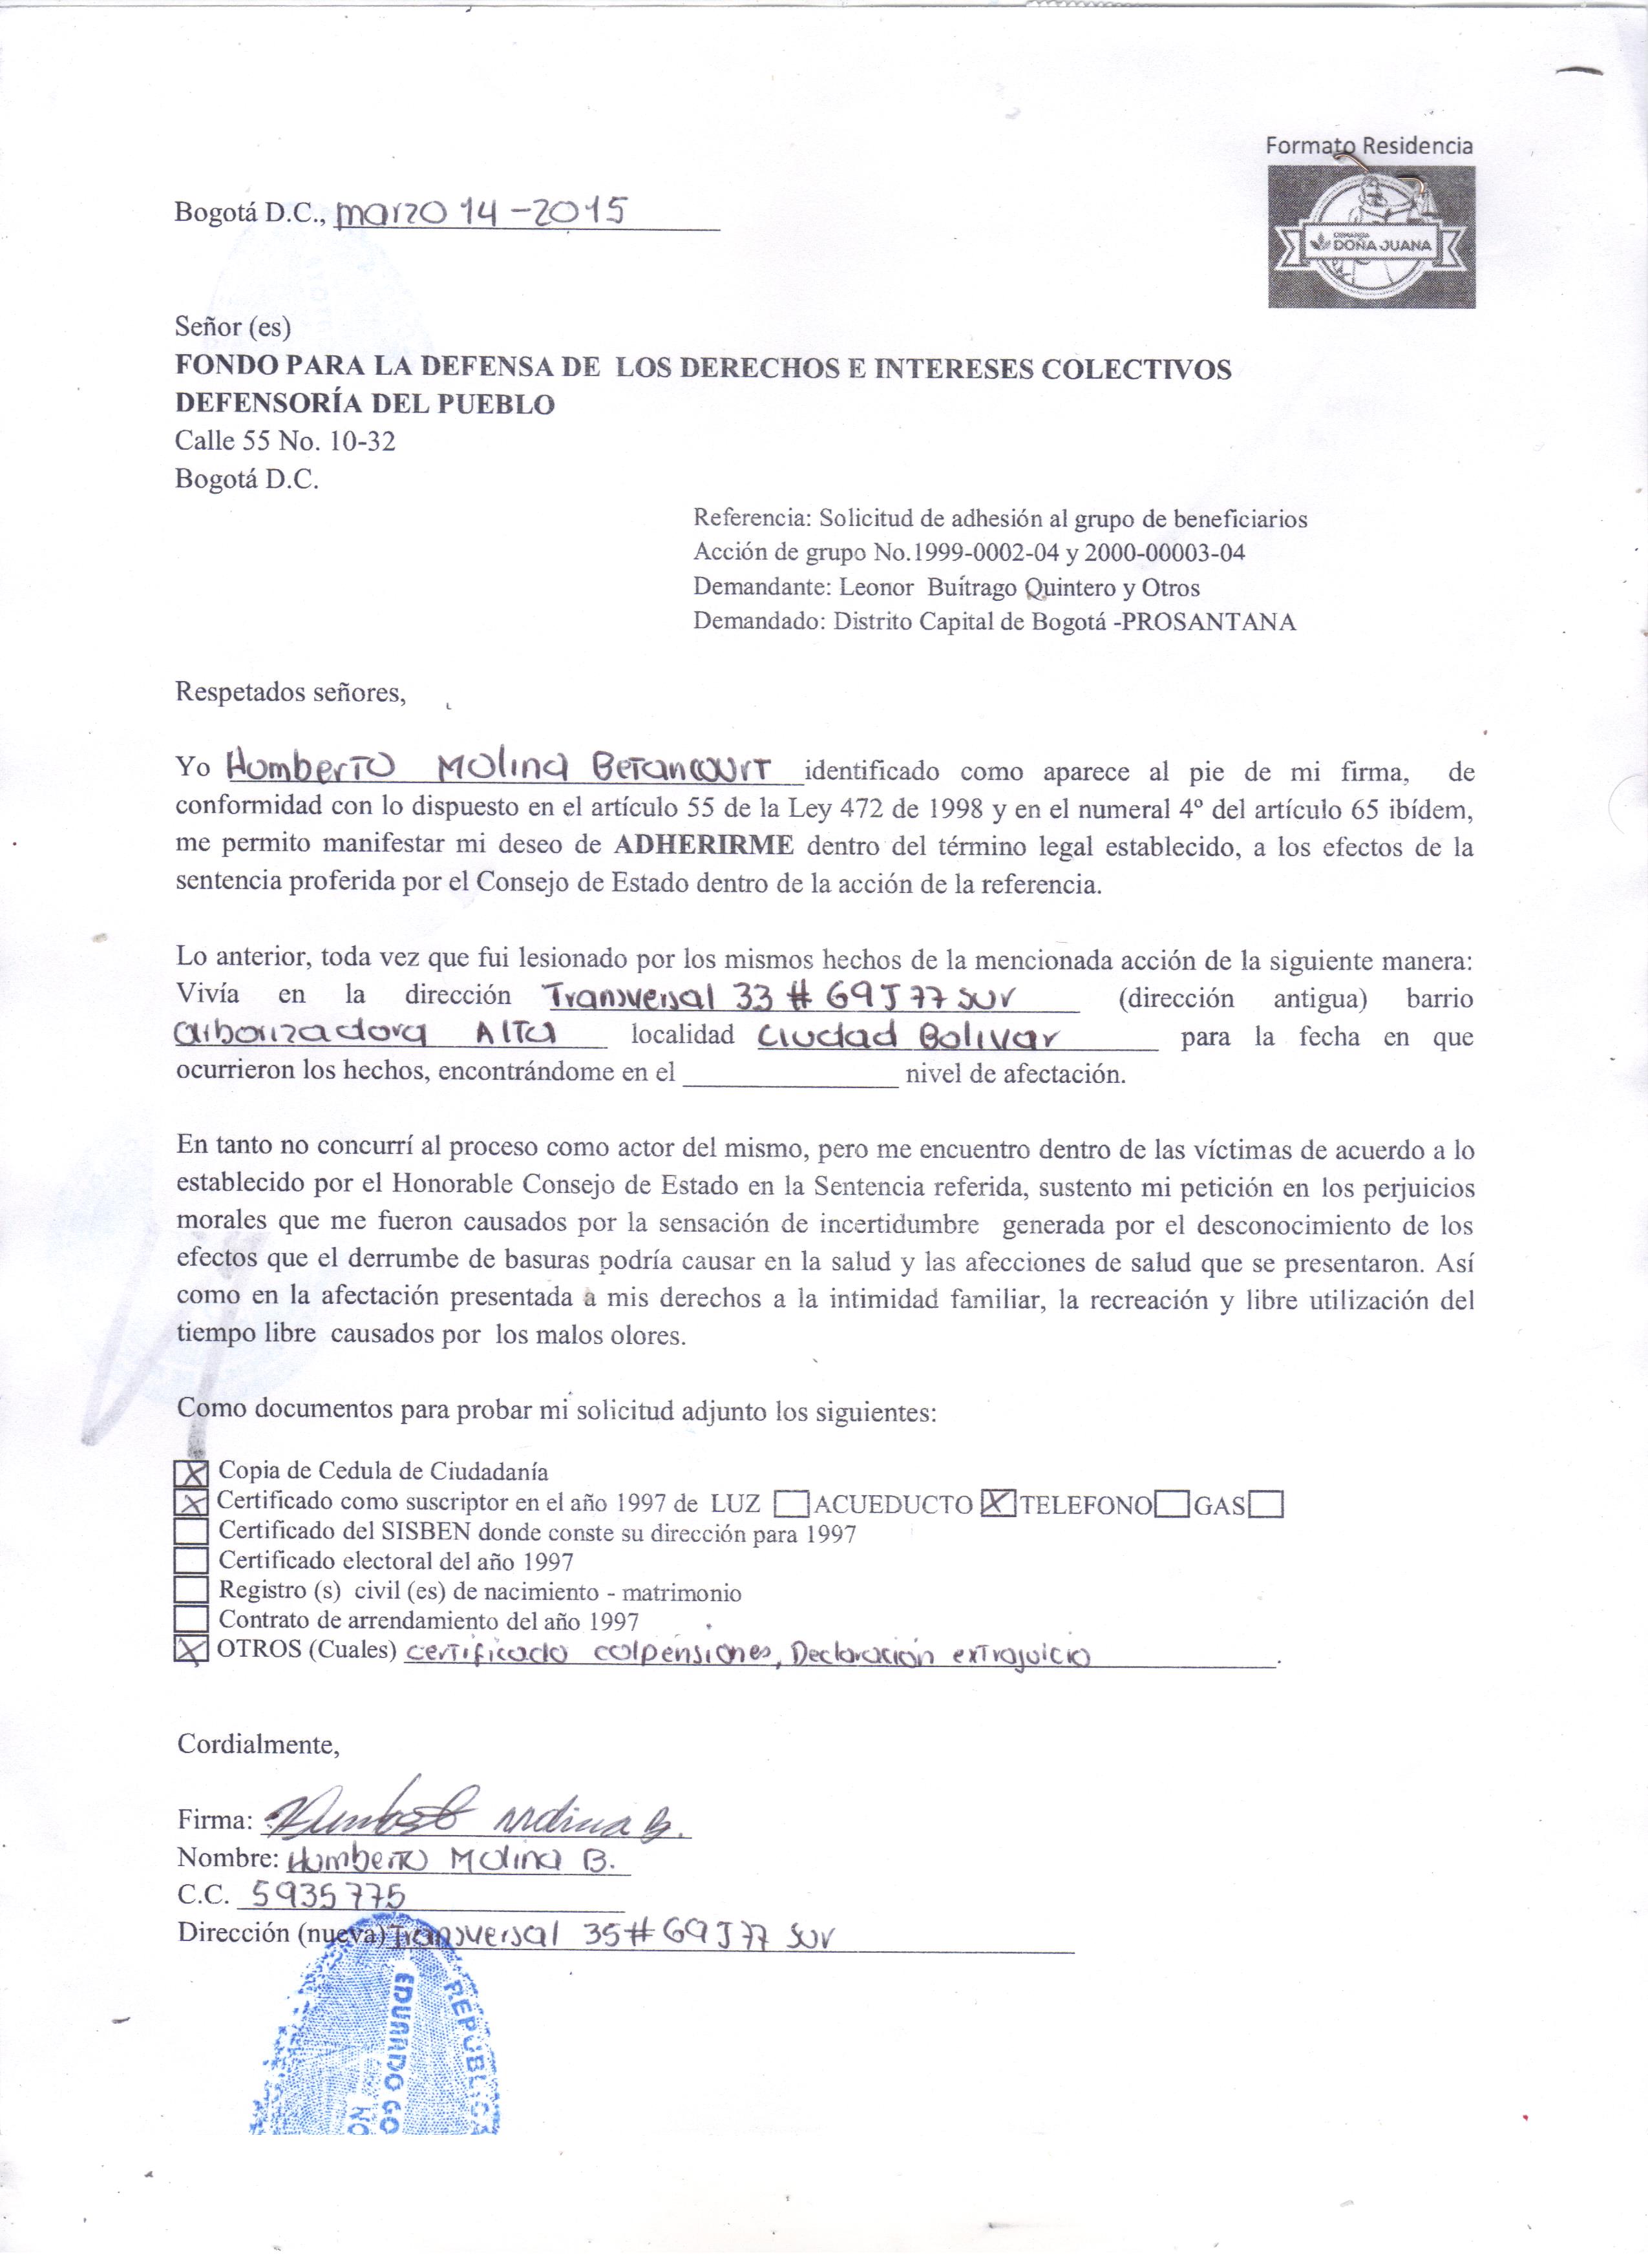 Formato Residencia
DEMANDA
DOÑA JUANA
Bogotá D.C., marzo 14 - 2015
Señor (es)
FONDO PARA LA DEFENSA DE LOS DERECHOS E INTERESES COLECTIVOS
DEFENSORÍA DEL PUEBLO
Calle 55 No. 10-32
Bogotá D.C.
Referencia: Solicitud de adhesión al grupo de beneficiarios
Acción de grupo No.1999-0002-04 y 2000-00003-04
Demandante: Leonor Buítrago Quintero y Otros
Demandado: Distrito Capital de Bogotá -PROSANTANA
Respetados señores,
Yo Humberto Molina Betancourt identificado como aparece al pie de mi firma, de
conformidad con lo dispuesto en el artículo 55 de la Ley 472 de 1998 y en el numeral 4º del artículo 65 ibídem,
me permito manifestar mi deseo de ADHERIRME dentro del término legal establecido, a los efectos de la
sentencia proferida por el Consejo de Estado dentro de la acción de la referencia.
Lo anterior, toda vez que fui lesionado por los mismos hechos de la mencionada acción de la siguiente manera:
Vivía en la dirección Transversal 33 # 69 J 77 sur (dirección antigua) barrio
arborizadora Alta localidad Ciudad Bolivar para la fecha en que
ocurrieron los hechos, encontrándome en el ______________ nivel de afectación.
En tanto no concurrí al proceso como actor del mismo, pero me encuentro dentro de las víctimas de acuerdo a lo
establecido por el Honorable Consejo de Estado en la Sentencia referida, sustento mi petición en los perjuicios
morales que me fueron causados por la sensación de incertidumbre generada por el desconocimiento de los
efectos que el derrumbe de basuras podría causar en la salud y las afecciones de salud que se presentaron. Así
como en la afectación presentada a mis derechos a la intimidad familiar, la recreación y libre utilización del
tiempo libre causados por los malos olores.
Como documentos para probar mi solicitud adjunto los siguientes:
X Copia de Cedula de Ciudadanía
X Certificado como suscriptor en el año 1997 de LUZ ACUEDUCTO X TELEFONO GAS
Certificado del SISBEN donde conste su dirección para 1997
Certificado electoral del año 1997
Registro (s) civil (es) de nacimiento - matrimonio
Contrato de arrendamiento del año 1997
X OTROS (Cuales) certificado colpensiones, Declaración extrajuicio.
Cordialmente,
Firma: Humberto Molina B.
Nombre: Humberto Molina B.
C.C. 5935775
Dirección (nueva) Transversal 35 # 69 J 77 sur
REPUBLICA
EDUARDO GO
NO